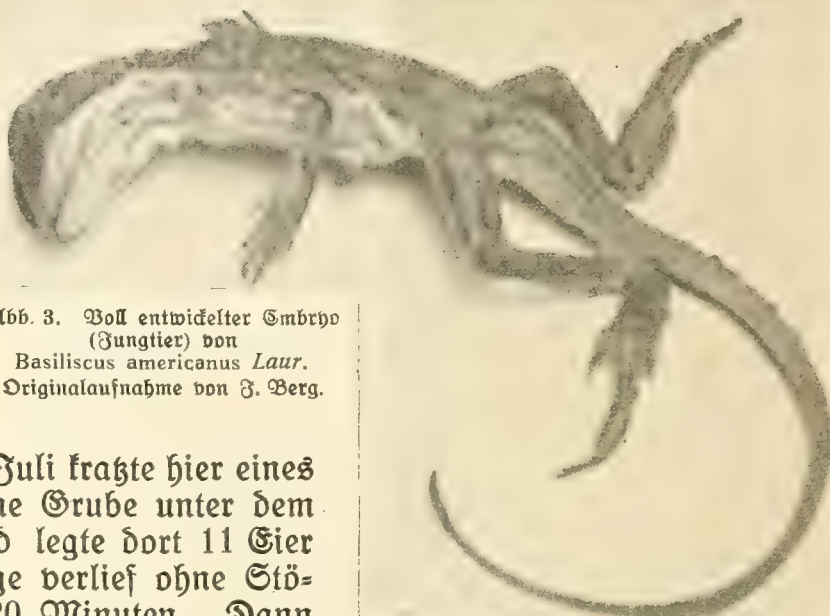 Abb. 3. Voll entwickelter Embryo
(Jungtier) von
Basiliscus americanus Laur.
Originalaufnahme von J. Berg.
Juli kratzte hier eines
Grube unter dem
legte dort 11 Eier
verlief ohne Stö=
20 Minuten. Dann